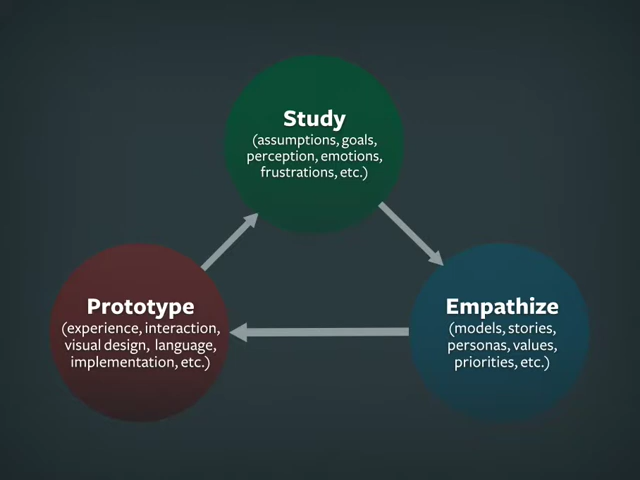 Study
(assumptions, goals,
perception, emotions,
frustrations, etc.)
Prototype
(experience, interaction,
visual design, language,
implementation, etc.)
Empathize
(models, stories,
personas, values,
priorities, etc.)